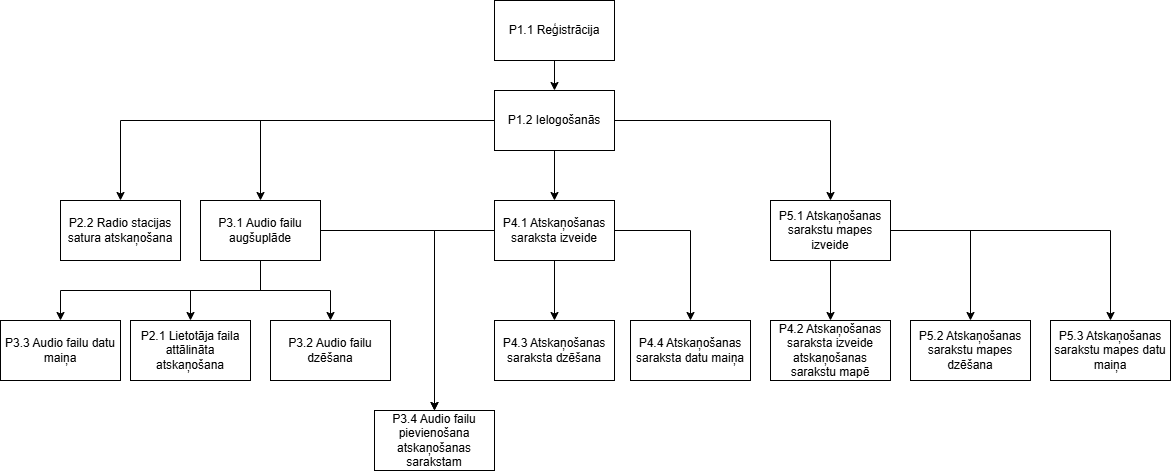 P1.1 Reģistrācija
P1.2 Ielogošanās
P2.2 Radio stacijas
satura atskaņošana
P3.1 Audio failu
augšuplāde
P4.1 Atskaņošanas
saraksta izveide
P5.1 Atskaņošanas
sarakstu mapes
izveide
P3.3 Audio failu datu
maiņa
P2.1 Lietotāja faila
attālināta
atskaņošana
P3.2 Audio failu
dzēšana
P4.3 Atskaņošanas
saraksta dzēšana
P4.4 Atskaņošanas
saraksta datu maiņa
P4.2 Atskaņošanas
saraksta izveide
atskaņošanas
sarakstu mapē
P5.2 Atskaņošanas
sarakstu mapes
dzēšana
P5.3 Atskaņošanas
sarakstu mapes datu
maiņa
P3.4 Audio failu
pievienošana
atskaņošanas
sarakstam